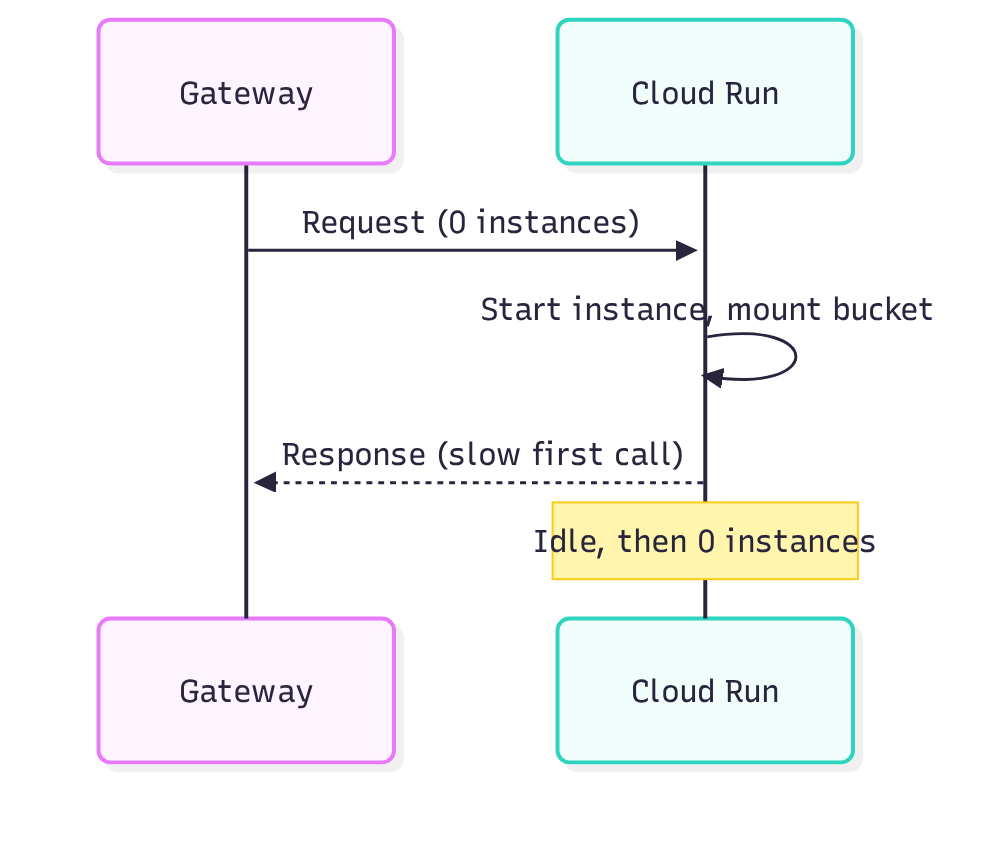 Gateway
Cloud Run
Request (0 instances)
Start instance, mount bucket
Response (slow first call)
Idle, then 0 instances
Gateway
Cloud Run